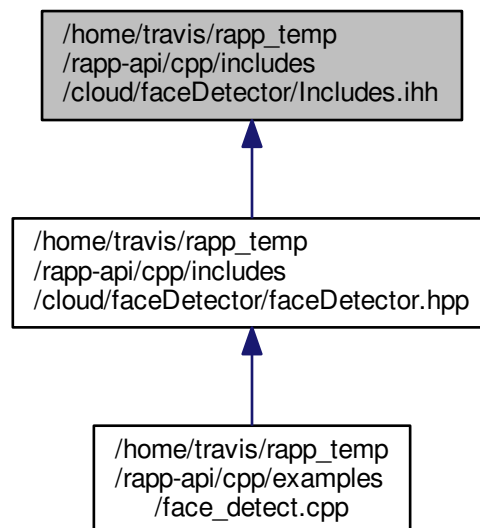 /home/travis/rapp_temp
/rapp-api/cpp/includes
/cloud/faceDetector/Includes.ihh
/home/travis/rapp_temp
/rapp-api/cpp/includes
/cloud/faceDetector/faceDetector.hpp
/home/travis/rapp_temp
/rapp-api/cpp/examples
/face_detect.cpp